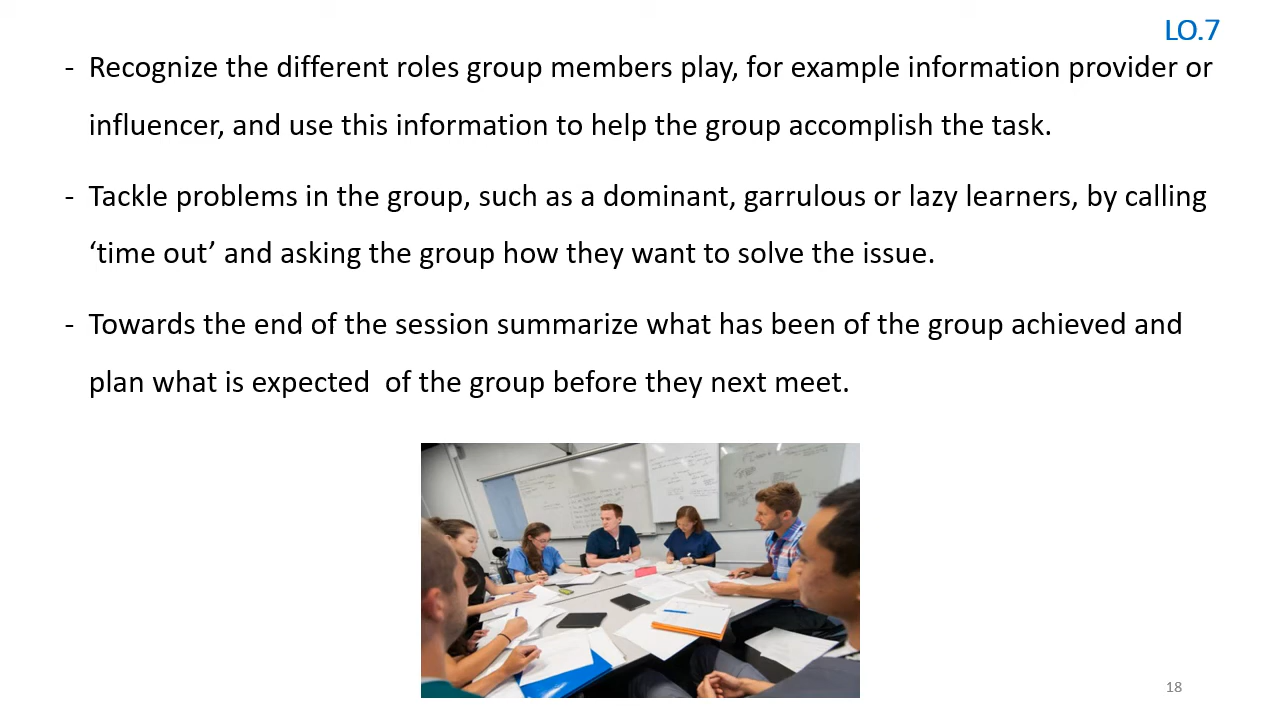 LO.7
- Recognize the different roles group members play, for example information provider or
influencer, and use this information to help the group accomplish the task.
- Tackle problems in the group, such as a dominant, garrulous or lazy learners, by calling
‘time out’ and asking the group how they want to solve the issue.
- Towards the end of the session summarize what has been of the group achieved and
plan what is expected  of the group before they next meet.
18